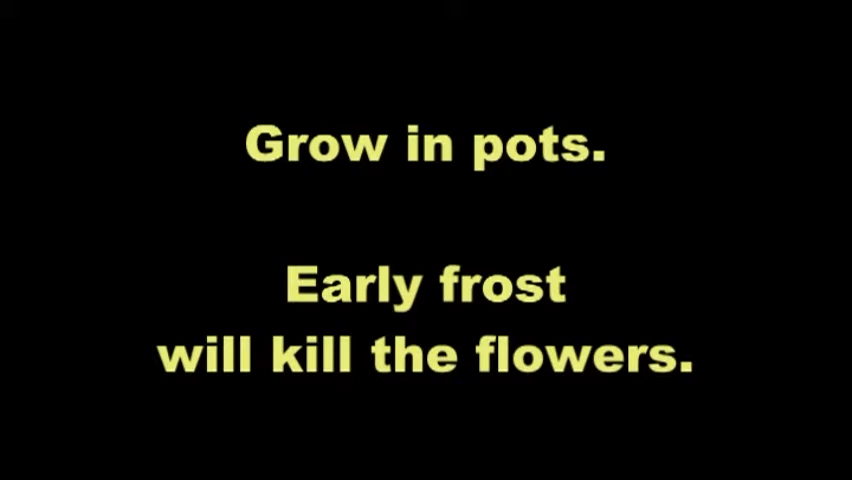 Grow in pots.
Early frost
will kill the flowers.